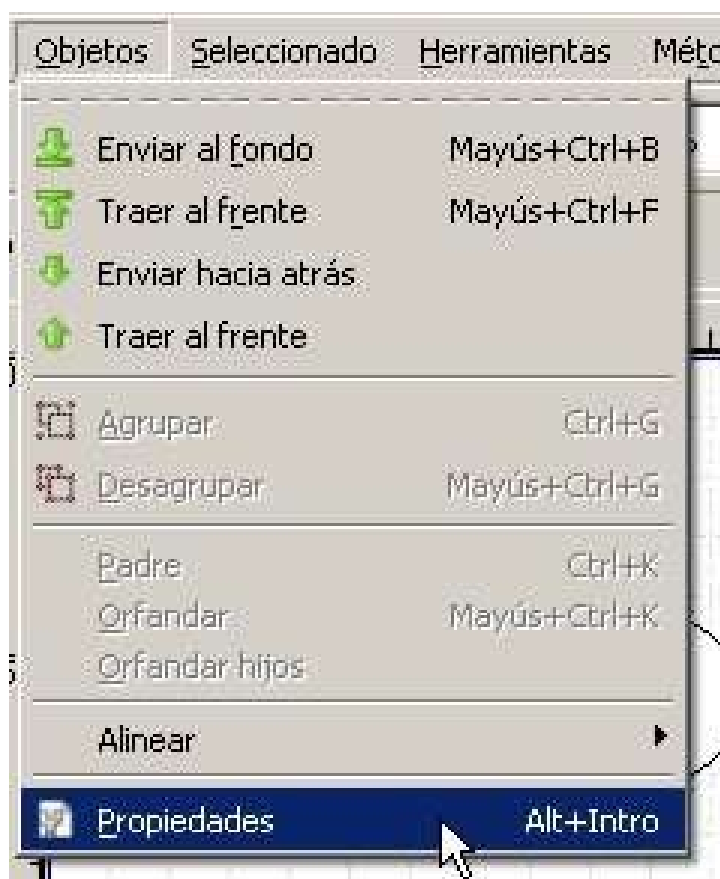 Objetos Seleccionado Herramientas
Enviar al fondo Mayús+Ctrl+B
Traer al frente Mayús+Ctrl+F
Enviar hacia atrás
Traer al frente
Agrupar Ctrl+G
Desagrupar Mayús+Ctrl+G
Padre Ctrl+K
Orfandar Mayús+Ctrl+K
Orfandar hijos
Alinear
Propiedades Alt+Intro